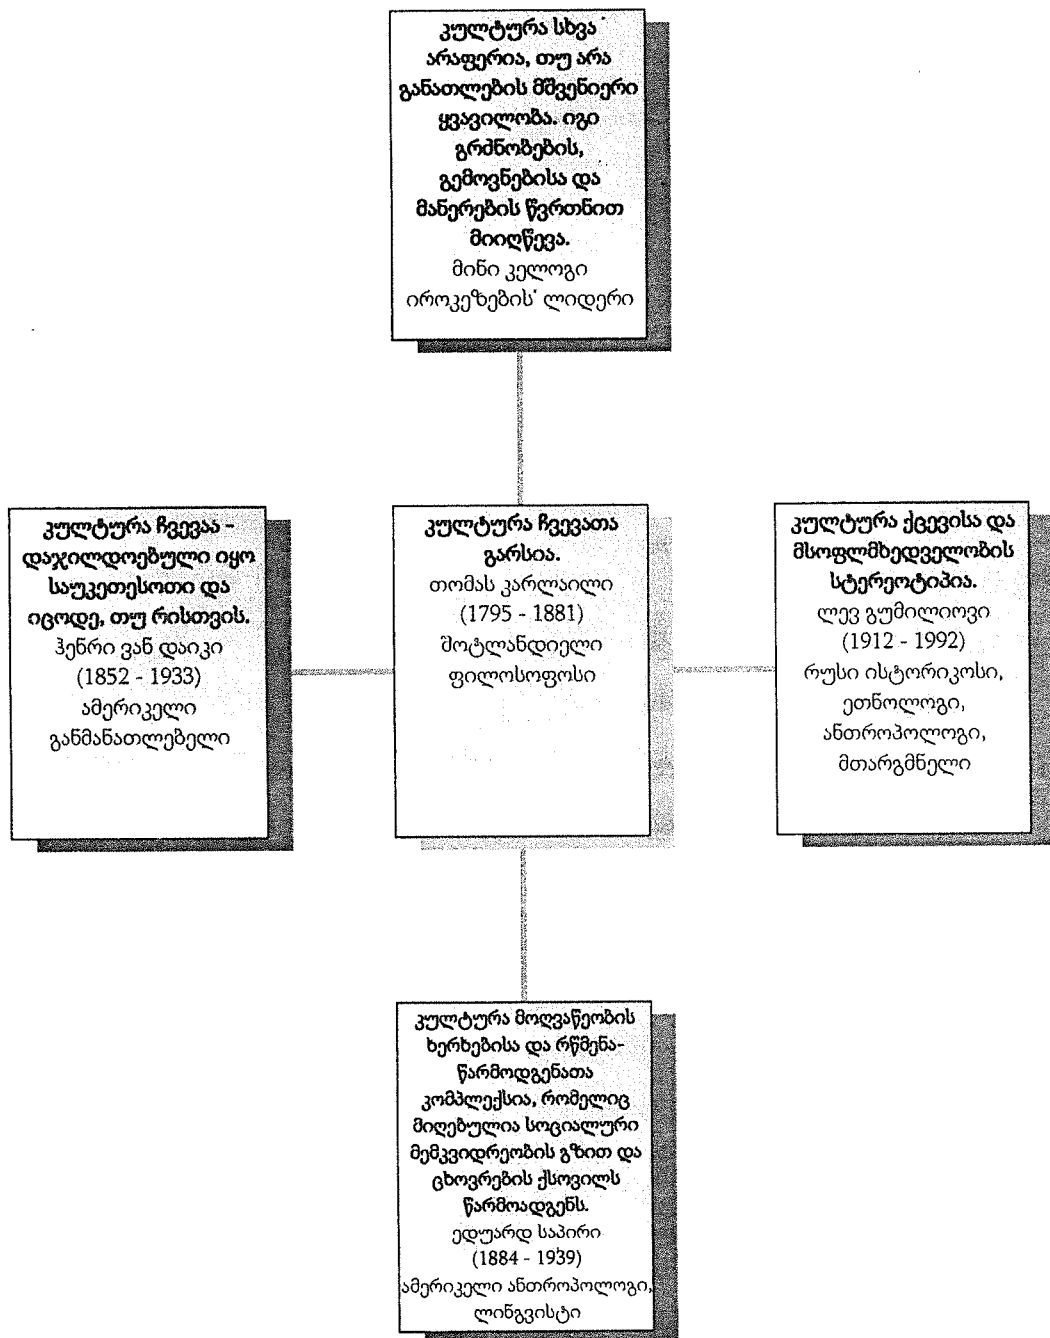 კულტურა სხვა
არაფერია, თუ არა
განათლების მშვენიერი
ყვავილობა. იგი
გრძნობების,
გემოვნებისა და
მანერების წვრთნით
მიიღწევა.
მინი კელოგი
იროკეზების' ლიდერი
კულტურა ჩვევაა -
დაჯილდოებული იყო
საუკეთესოთი და
იცოდე, თუ რისთვის.
ჰენრი ვან დაიკი
(1852 - 1933)
ამერიკელი
განმანათლებელი
კულტურა ჩვევათა
გარსია.
თომას კარლაილი
(1795 - 1881)
შოტლანდიელი
ფილოსოფოსი
კულტურა ქცევისა და
მსოფლმხედველობის
სტერეოტიპია.
ლევ გუმილიოვი
(1912 - 1992)
რუსი ისტორიკოსი,
ეთნოლოგი,
ანთროპოლოგი,
მთარგმნელი
კულტურა მოღვაწეობის
ხერხებისა და რწმენა-
წარმოდგენათა
კომპლექსია, რომელიც
მიღებულია სოციალური
მემკვიდრეობის გზით და
ცხოვრების ქსოვილს
წარმოადგენს.
ედუარდ საპირი
(1884 - 1939)
ამერიკელი ანთროპოლოგი,
ლინგვისტი